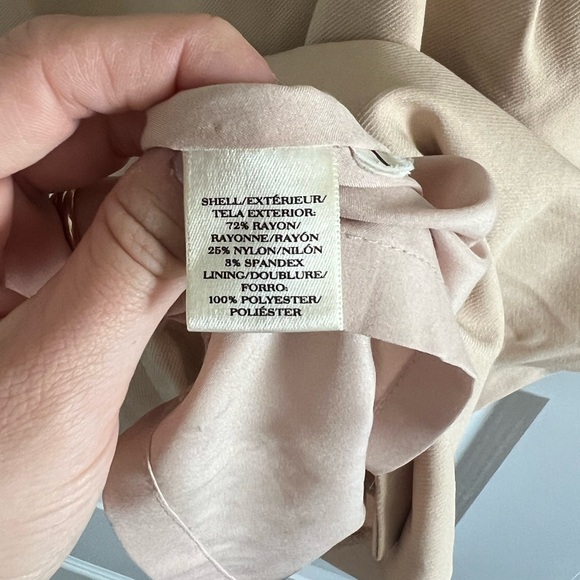 SHELL/EXTÉRIEUR/
TELA EXTERIOR:
72% RAYON/
RAYONNE/RAYÓN
25% NYLON/NILÓN
3% SPANDEX
LINING/DOUBLURE/
FORRO:
100% POLYESTER/
POLIÉSTER